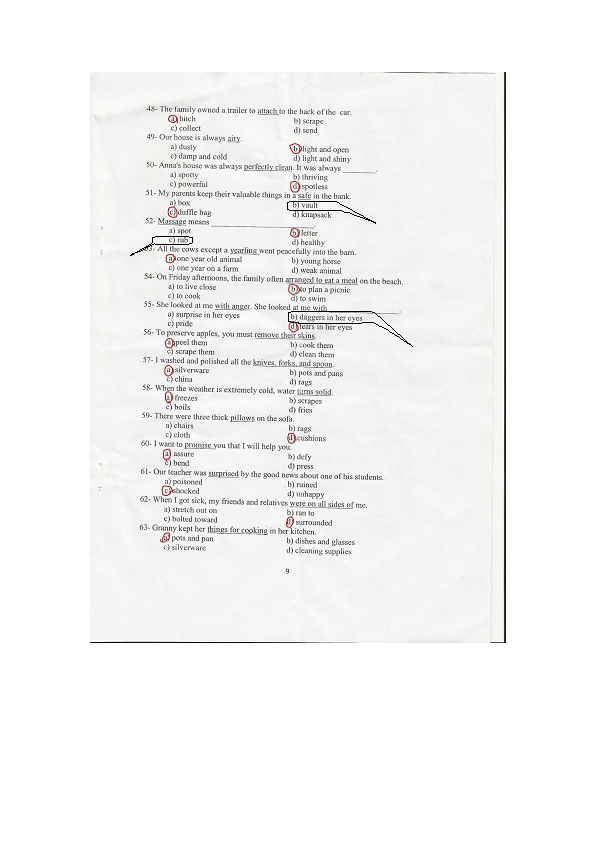 48- The family owned a trailer to attach to the back of the car.
a) hitch b) scrape
c) collect d) send
49- Our house is always airy.
a) dusty b) light and open
c) damp and cold d) light and shiny
50- Anna's house was always perfectly clean. It was always ________.
a) spotty b) thriving
c) powerful d) spotless
51- My parents keep their valuable things in a safe in the bank.
a) box b) vault
c) duffle bag d) knapsack
52- Massage means ________________________
a) spot b) letter
c) rub d) healthy
53- All the cows except a yearling went peacefully into the barn.
a) one year old animal b) young horse
c) one year on a farm d) weak animal
54- On Friday afternoons, the family often arranged to eat a meal on the beach.
a) to live close b) to plan a picnic
c) to cook d) to swim
55- She looked at me with anger. She looked at me with ________________
a) surprise in her eyes b) daggers in her eyes
c) pride d) tears in her eyes
56- To preserve apples, you must remove their skins.
a) peel them b) cook them
c) scrape them d) clean them
57- I washed and polished all the knives, forks, and spoon.
a) silverware b) pots and pans
c) china d) rags
58- When the weather is extremely cold, water turns solid.
a) freezes b) scrapes
c) boils d) fries
59- There were three thick pillows on the sofa.
a) chairs b) rags
c) cloth d) cushions
60- I want to promise you that I will help you.
a) assure b) defy
c) bend d) press
61- Our teacher was surprised by the good news about one of his students.
a) poisoned b) ruined
c) shocked d) unhappy
62- When I got sick, my friends and relatives were on all sides of me.
a) stretch out on b) ran to
c) bolted toward d) surrounded
63- Granny kept her things for cooking in her kitchen.
a) pots and pan b) dishes and glasses
c) silverware d) cleaning supplies
9